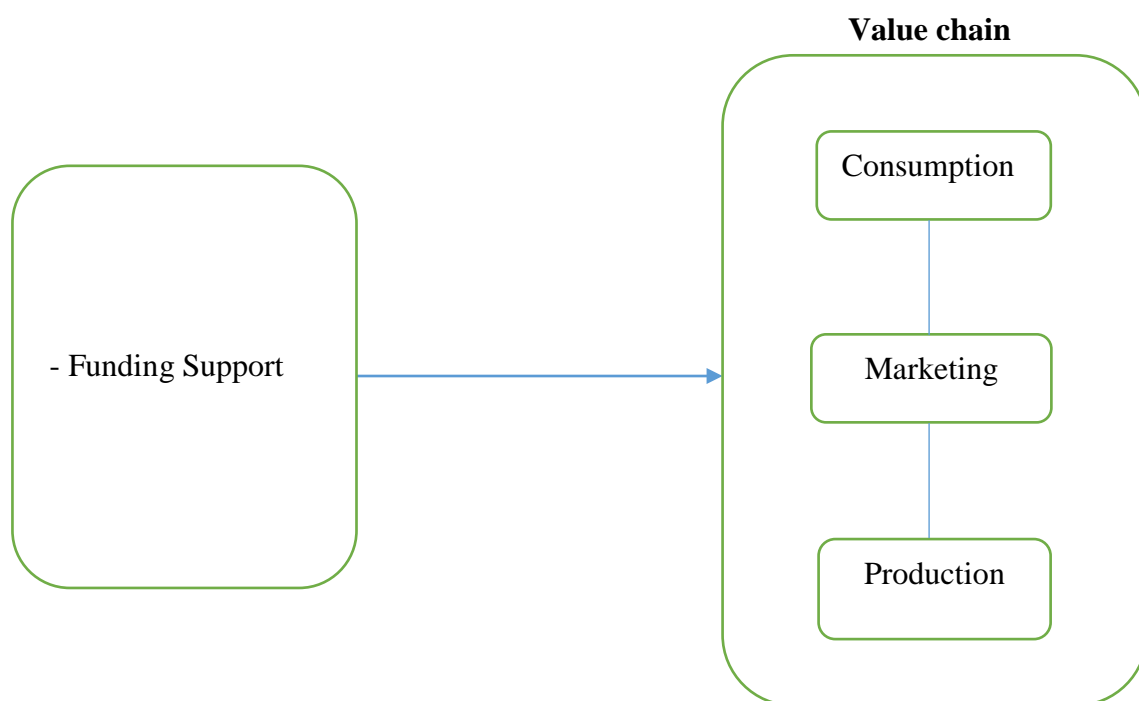 Value chain
Consumption
- Funding Support
Marketing
Production